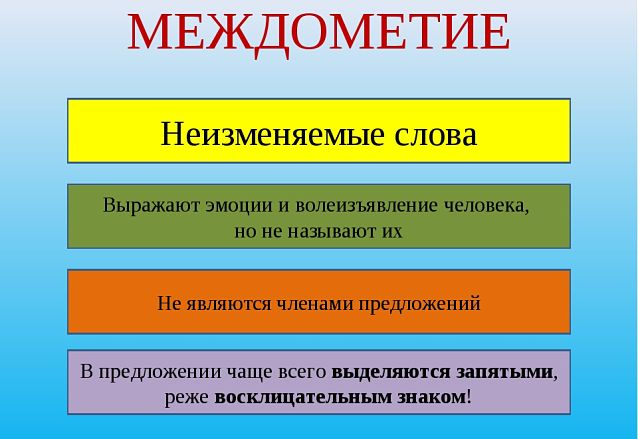 МЕЖДОМЕТИЕ
Неизменяемые слова
Выражают эмоции и волеизъявление человека,
но не называют их
Не являются членами предложений
В предложении чаще всего выделяются запятыми,
реже восклицательным знаком!